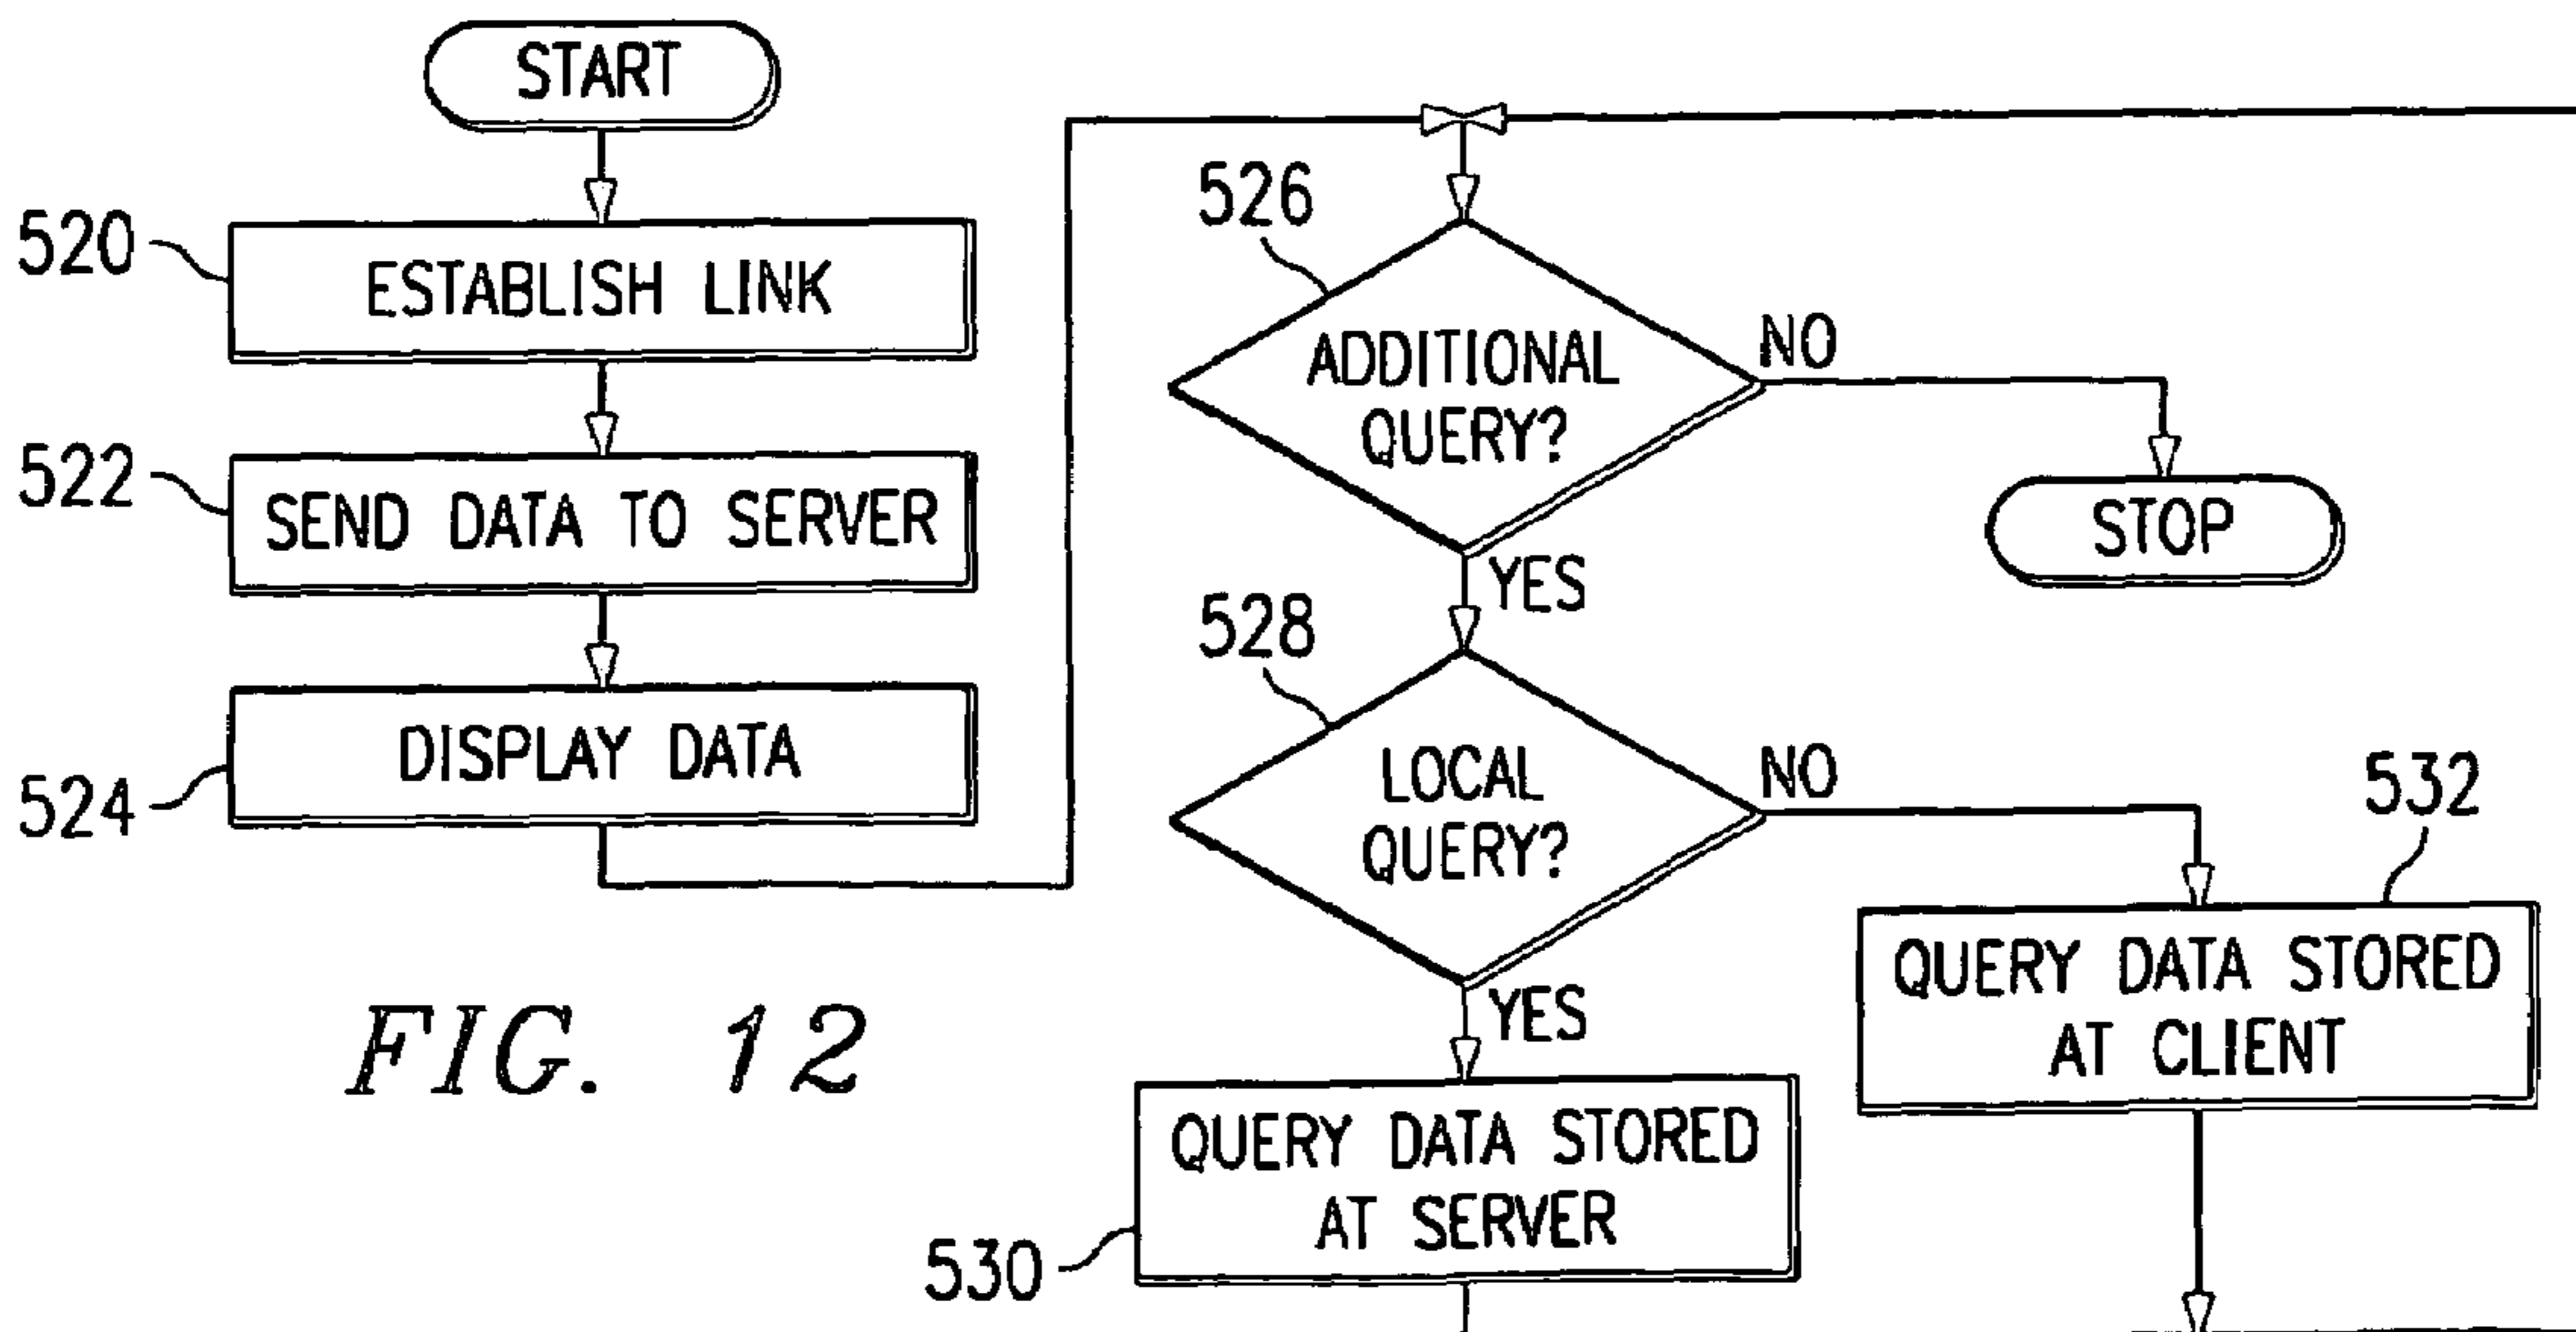 START
520
ESTABLISH LINK
522
SEND DATA TO SERVER
524
DISPLAY DATA
FIG. 12
526
ADDITIONAL
QUERY?
NO
STOP
YES
528
LOCAL
QUERY?
NO
532
QUERY DATA STORED
AT CLIENT
YES
QUERY DATA STORED
AT SERVER
530